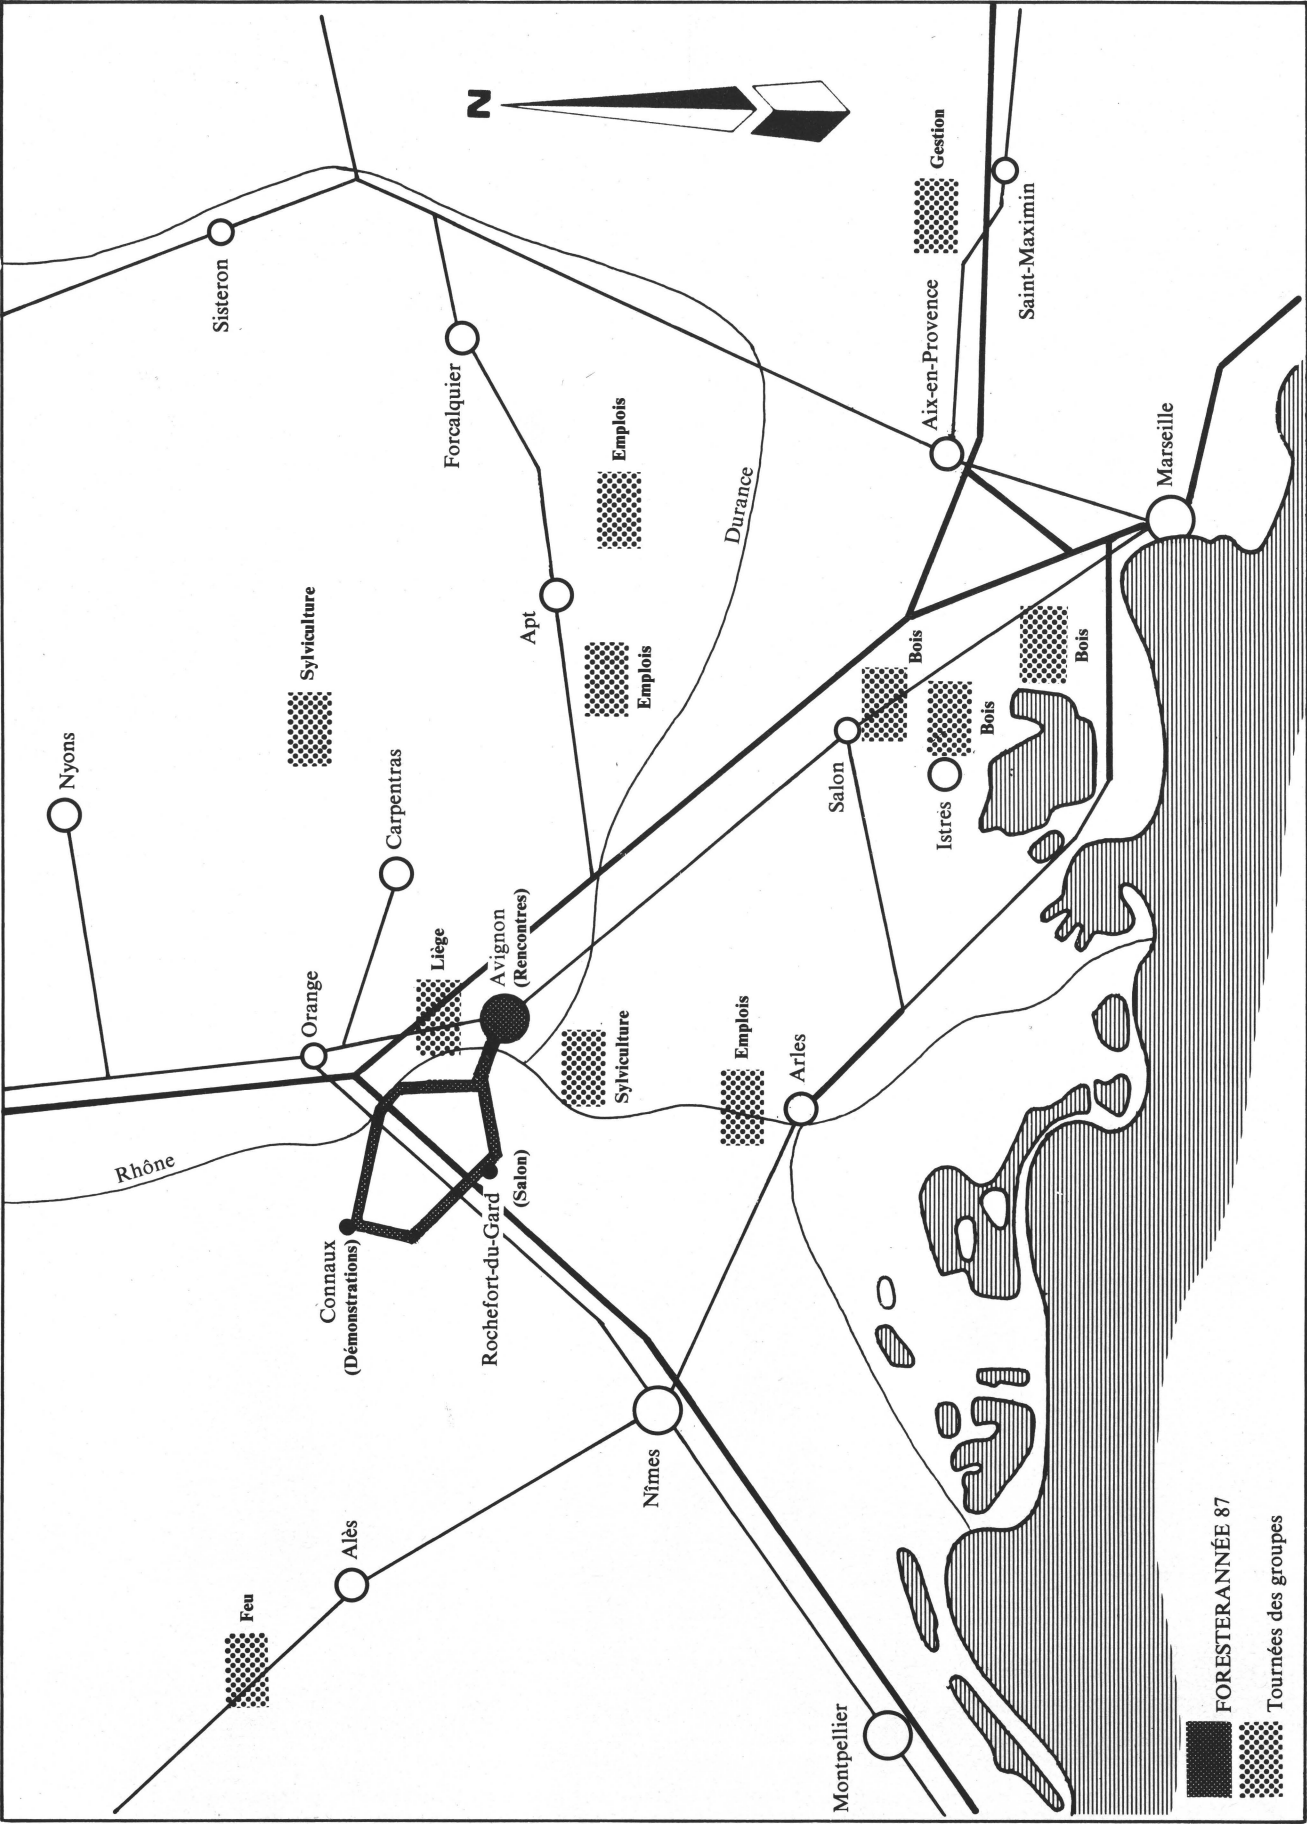 Nyons
Rhône
Sisteron
Feu
Sylviculture
Orange
Connaux
(Démonstrations)
Alès
Carpentras
Liège
Forcalquier
N
Rochefort-du-Gard
(Salon)
Avignon
(Rencontres)
Apt
Emplois
Sylviculture
Emplois
Nîmes
Durance
Emplois
Arles
Salon
Montpellier
Bois
Aix-en-Provence
Gestion
Istres
Bois
Saint-Maximin
Bois
Marseille
FORESTERANNÉE 87
Tournées des groupes